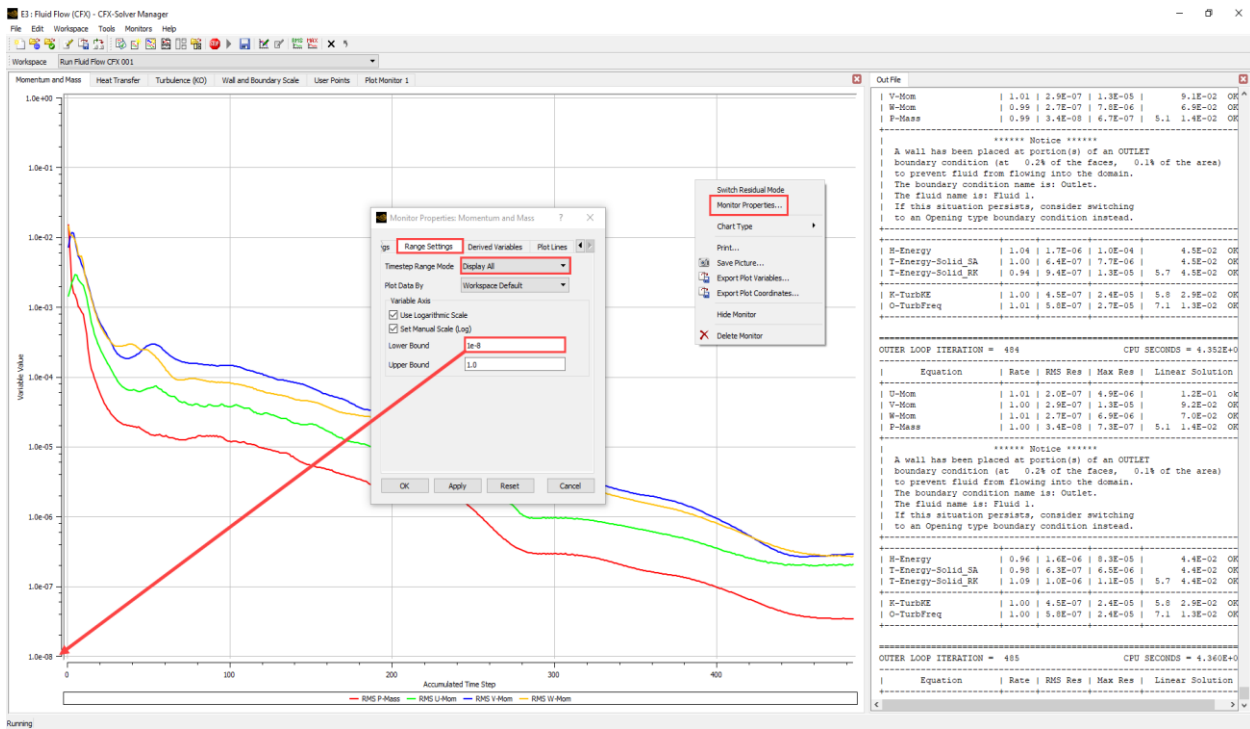 E3 : Fluid Flow (CFX) - CFX-Solver Manager
File Edit Workspace Tools Monitors Help
Workspace Run Fluid Flow CFX 001
Momentum and Mass Heat Transfer Turbulence (KO) Wall and Boundary Scale User Points Plot Monitor 1
1.0e+00
1.0e-01
1.0e-02
1.0e-03
1.0e-04
1.0e-05
1.0e-06
1.0e-07
1.0e-08
Variable Value
0 100 200 300 400
Accumulated Time Step
RMS P-Mass RMS U-Mom RMS V-Mom RMS W-Mom
Monitor Properties: Momentum and Mass ? ×
gs Range Settings Derived Variables Plot Lines
Timestep Range Mode Display All
Plot Data By Workspace Default
Variable Axis
Use Logarithmic Scale
Set Manual Scale (Log)
Lower Bound 1e-8
Upper Bound 1.0
OK Apply Reset Cancel
Switch Residual Mode
Monitor Properties...
Chart Type
Print...
Save Picture...
Export Plot Variables...
Export Plot Coordinates...
Hide Monitor
Delete Monitor
Out File
| V-Mom | 1.01 | 2.9E-07 | 1.3E-05 | 9.1E-02 OK
| W-Mom | 0.99 | 2.7E-07 | 7.8E-06 | 6.9E-02 OK
| P-Mass | 0.99 | 3.4E-08 | 6.7E-07 | 5.1 1.4E-02 OK
****** Notice ******
| A wall has been placed at portion(s) of an OUTLET
| boundary condition (at 0.2% of the faces, 0.1% of the area)
| to prevent fluid from flowing into the domain.
| The boundary condition name is: Outlet.
| The fluid name is: Fluid 1.
| If this situation persists, consider switching
| to an Opening type boundary condition instead.
| H-Energy | 1.04 | 1.7E-06 | 1.0E-04 | 4.5E-02 OK
| T-Energy-Solid_SA | 1.00 | 6.4E-07 | 7.7E-06 | 4.5E-02 OK
| T-Energy-Solid_RK | 0.94 | 9.4E-07 | 1.3E-05 | 5.7 4.5E-02 OK
| K-TurbKE | 1.00 | 4.5E-07 | 2.4E-05 | 5.8 2.9E-02 OK
| O-TurbFreq | 1.01 | 5.8E-07 | 2.7E-05 | 7.1 1.3E-02 OK
OUTER LOOP ITERATION = 484 CPU SECONDS = 4.352E+0
| Equation | Rate | RMS Res | Max Res | Linear Solution
| U-Mom | 1.01 | 2.0E-07 | 4.9E-06 | 1.2E-01 ok
| V-Mom | 1.00 | 2.9E-07 | 1.3E-05 | 9.2E-02 OK
| W-Mom | 1.01 | 2.7E-07 | 6.9E-06 | 7.0E-02 OK
| P-Mass | 1.00 | 3.4E-08 | 7.3E-07 | 5.1 1.4E-02 OK
****** Notice ******
| A wall has been placed at portion(s) of an OUTLET
| boundary condition (at 0.2% of the faces, 0.1% of the area)
| to prevent fluid from flowing into the domain.
| The boundary condition name is: Outlet.
| The fluid name is: Fluid 1.
| If this situation persists, consider switching
| to an Opening type boundary condition instead.
| H-Energy | 0.96 | 1.6E-06 | 8.3E-05 | 4.4E-02 OK
| T-Energy-Solid_SA | 0.98 | 6.3E-07 | 6.5E-06 | 4.4E-02 OK
| T-Energy-Solid_RK | 1.09 | 1.0E-06 | 1.1E-05 | 5.7 4.4E-02 OK
| K-TurbKE | 1.00 | 4.5E-07 | 2.4E-05 | 5.8 2.9E-02 OK
| O-TurbFreq | 1.00 | 5.8E-07 | 2.4E-05 | 7.1 1.3E-02 OK
OUTER LOOP ITERATION = 485 CPU SECONDS = 4.360E+0
| Equation | Rate | RMS Res | Max Res | Linear Solution
Running